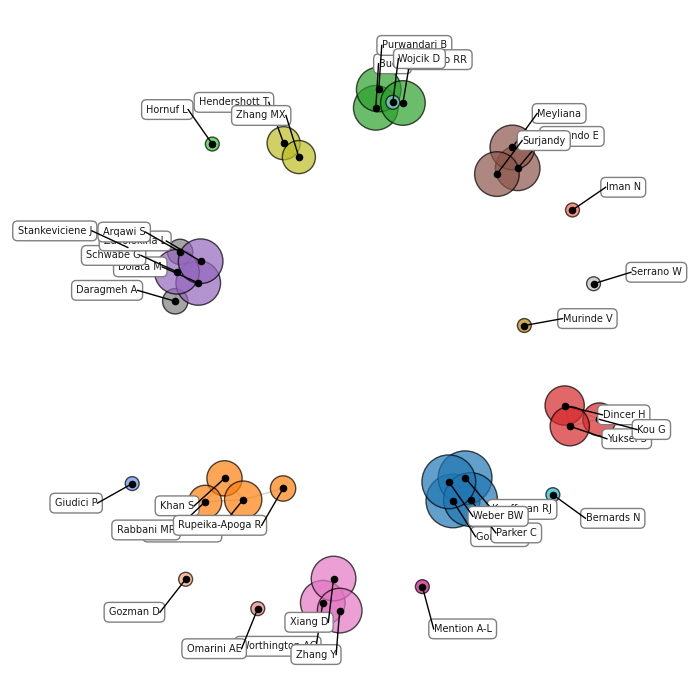 Purwandari B
Wojcik D
RR
Bu
Hendershott T
Hornuf L
Zhang MX
Meyliana
do E
Surjandy
Iman N
Stankeviciene J
Arqawi S
Schwabe G
Dolata M
Daragmeh A
Serrano W
Murinde V
Dincer H
Kou G
Yuksel S
Giudici P
Khan S
Rupeika-Apoga R
Rabbani MR
Weber BW
Kauffman RJ
Parker C
Go
Bernards N
Gozman D
Xiang D
Mention A-L
Worthington AC
Omarini AE
Zhang Y